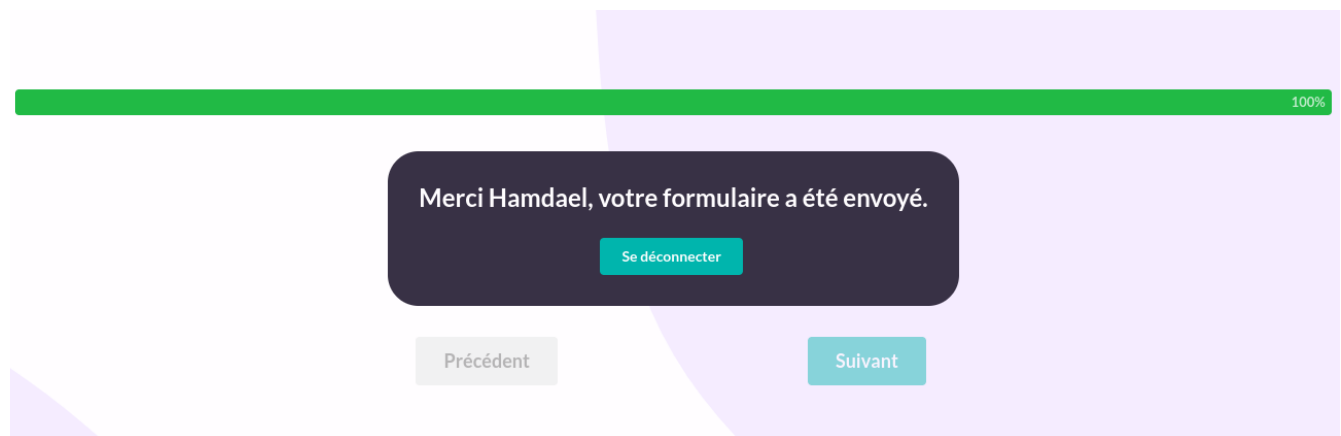 100%
Merci Hamdael, votre formulaire a été envoyé.
Se déconnecter
Précédent
Suivant